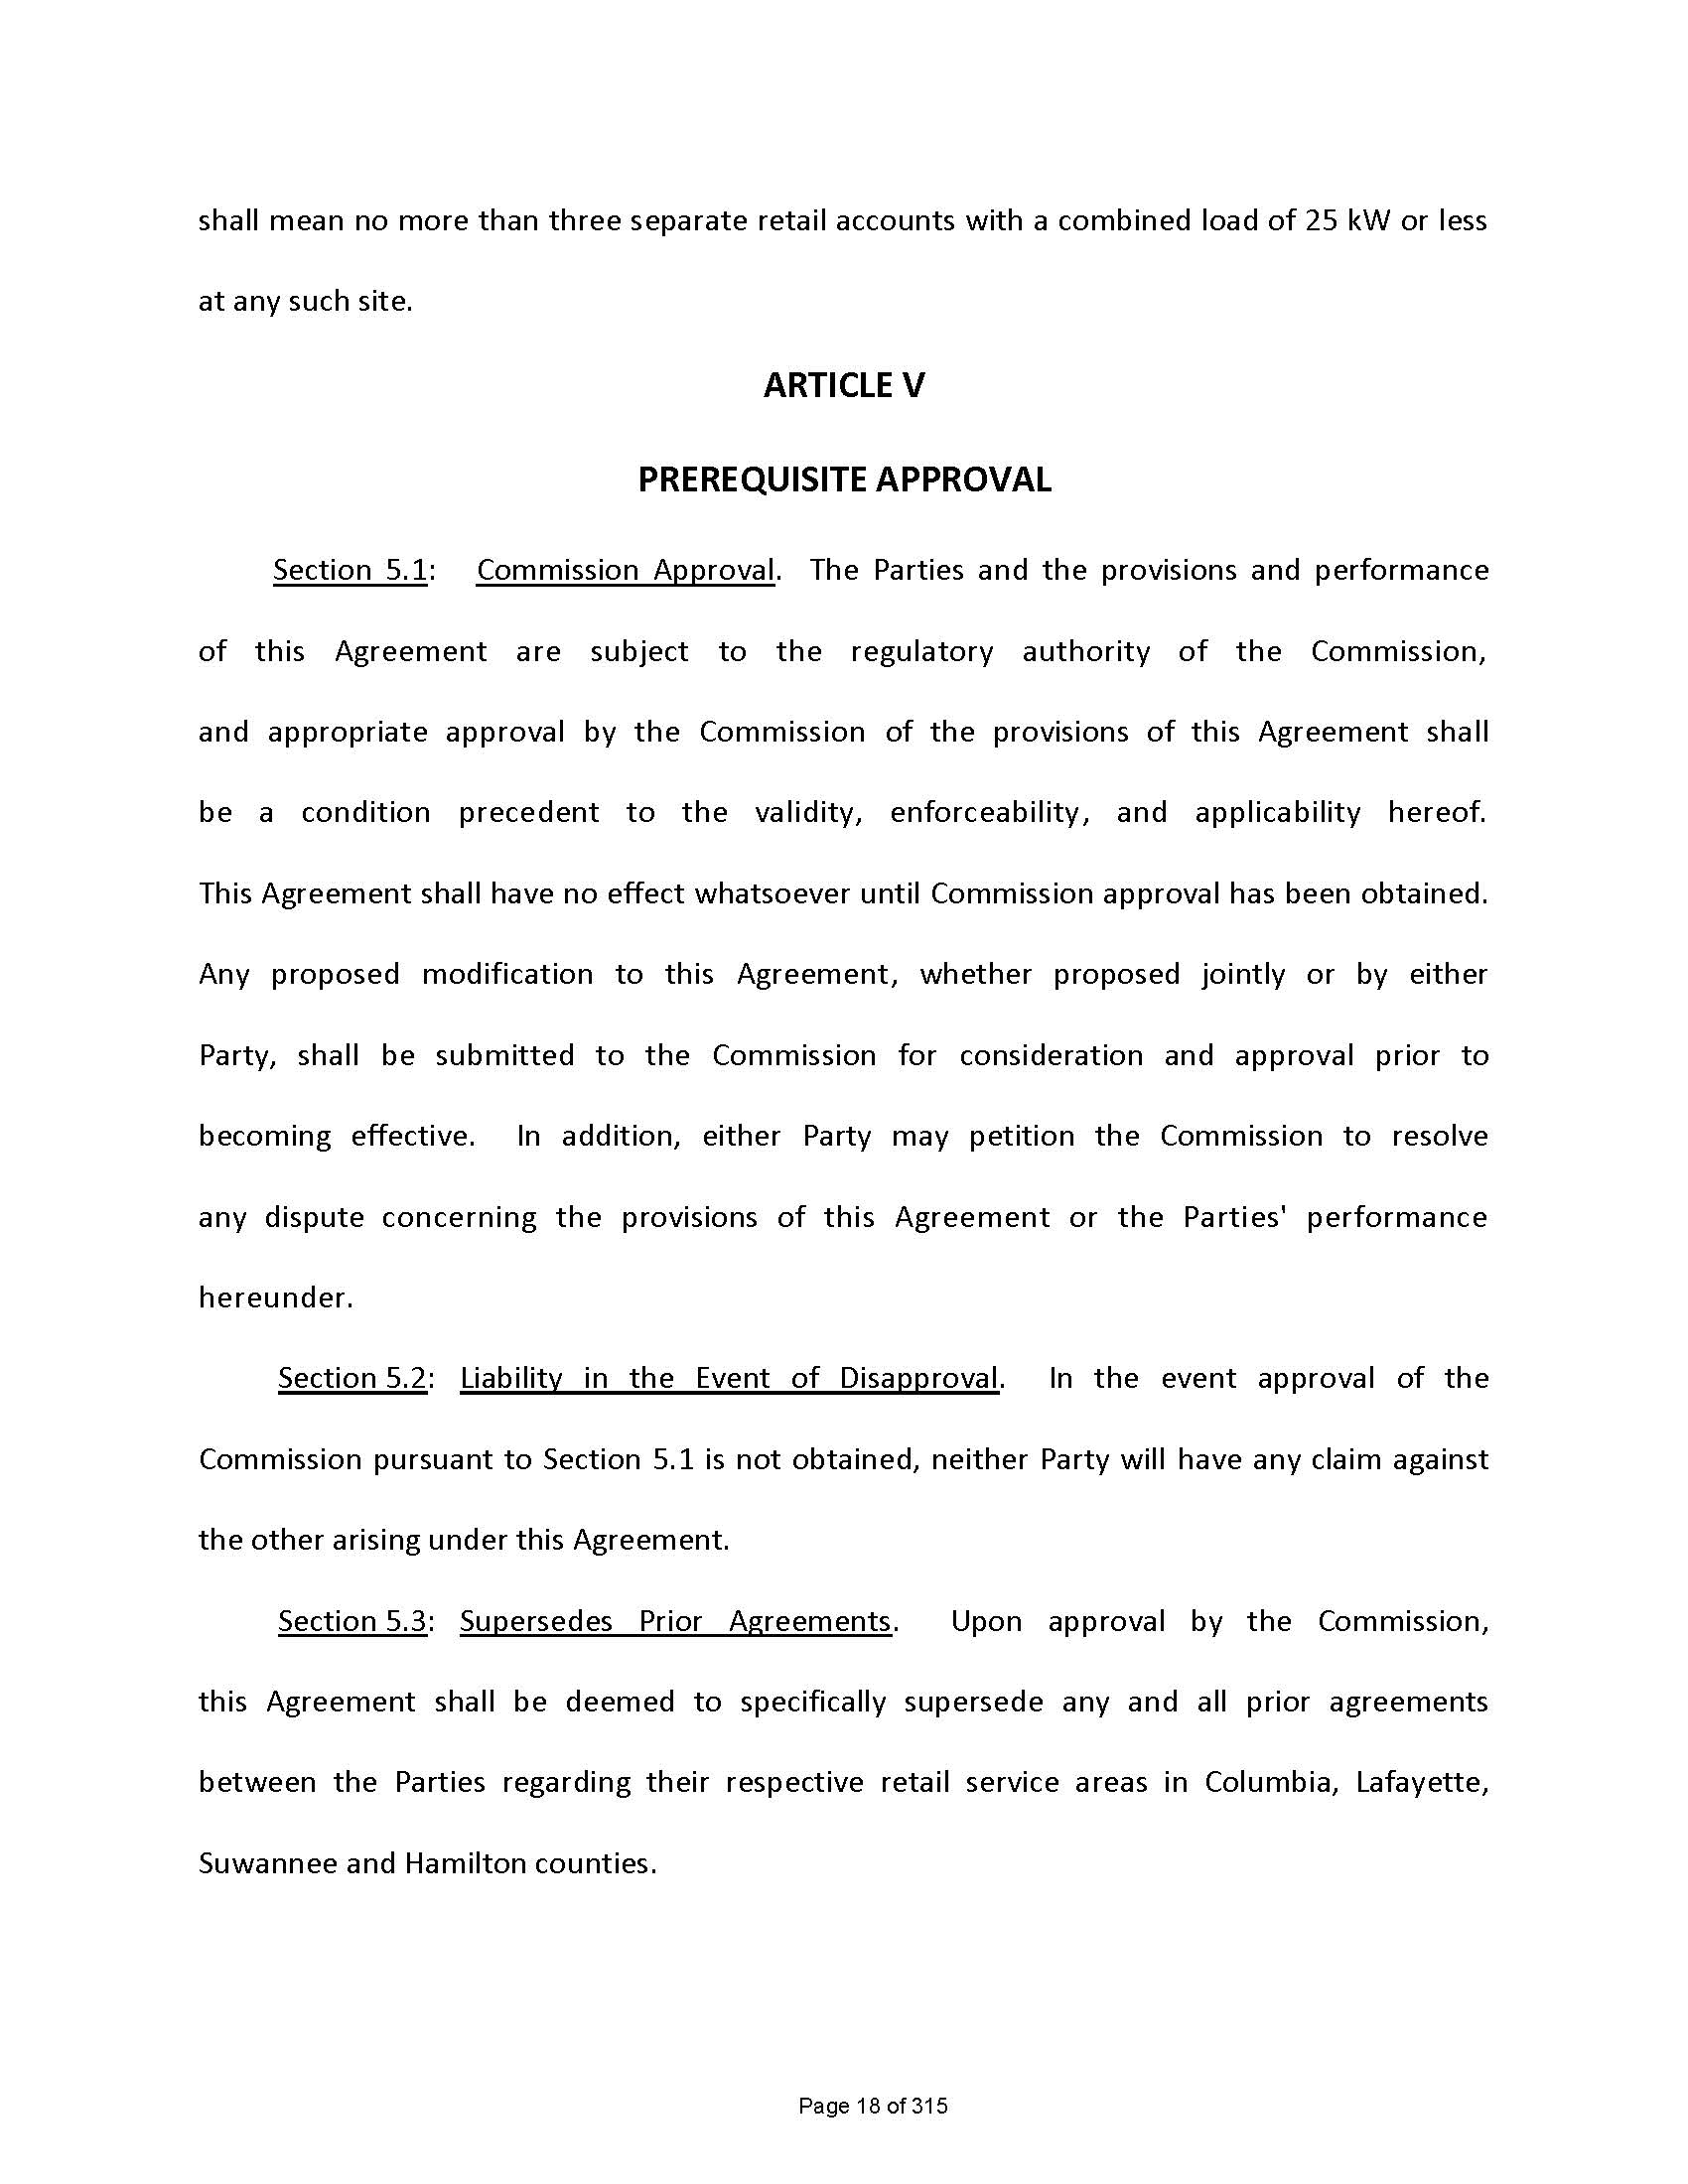 shall mean no more than three separate retail accounts with a combined load of 25 kW or less
at any such site.
ARTICLE V
PREREQUISITE APPROVAL
Section 5.1: Commission Approval. The Parties and the provisions and performance
of this Agreement are subject to the regulatory authority of the Commission,
and appropriate approval by the Commission of the provisions of this Agreement shall
be a condition precedent to the validity, enforceability, and applicability hereof.
This Agreement shall have no effect whatsoever until Commission approval has been obtained.
Any proposed modification to this Agreement, whether proposed jointly or by either
Party, shall be submitted to the Commission for consideration and approval prior to
becoming effective. In addition, either Party may petition the Commission to resolve
any dispute concerning the provisions of this Agreement or the Parties' performance
hereunder.
Section 5.2: Liability in the Event of Disapproval. In the event approval of the
Commission pursuant to Section 5.1 is not obtained, neither Party will have any claim against
the other arising under this Agreement.
Section 5.3: Supersedes Prior Agreements. Upon approval by the Commission,
this Agreement shall be deemed to specifically supersede any and all prior agreements
between the Parties regarding their respective retail service areas in Columbia, Lafayette,
Suwannee and Hamilton counties.
Page 18 of 315